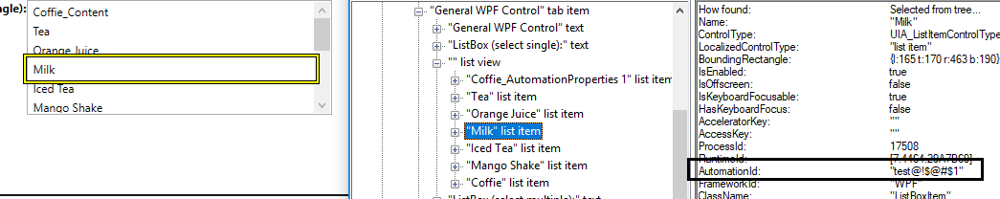 ngle):
Coffie_Content
Tea
Orange Juice
Milk
Iced Tea
Mango Shake
"General WPF Control" tab item
"General WPF Control" text
"ListBox (select single):" text
"" list view
"Coffie_AutomationProperties 1" list item
"Tea" list item
"Orange Juice" list item
"Milk" list item
"Iced Tea" list item
"Mango Shake" list item
"Coffie" list item
"ListBox (select multiple):" text
How found: Selected from tree...
Name: "Milk"
ControlType: UIA_ListItemControlType
LocalizedControlType: "list item"
BoundingRectangle: {l:165 t:170 r:463 b:190}
IsEnabled: true
IsOffscreen: false
IsKeyboardFocusable: true
HasKeyboardFocus: false
AcceleratorKey: ""
AccessKey: ""
ProcessId: 17508
RuntimeId: [7.4464.29A7B69]
AutomationId: "test@!$@#$1"
FrameworkId: "WPF"
ClassName: "ListBoxItem"